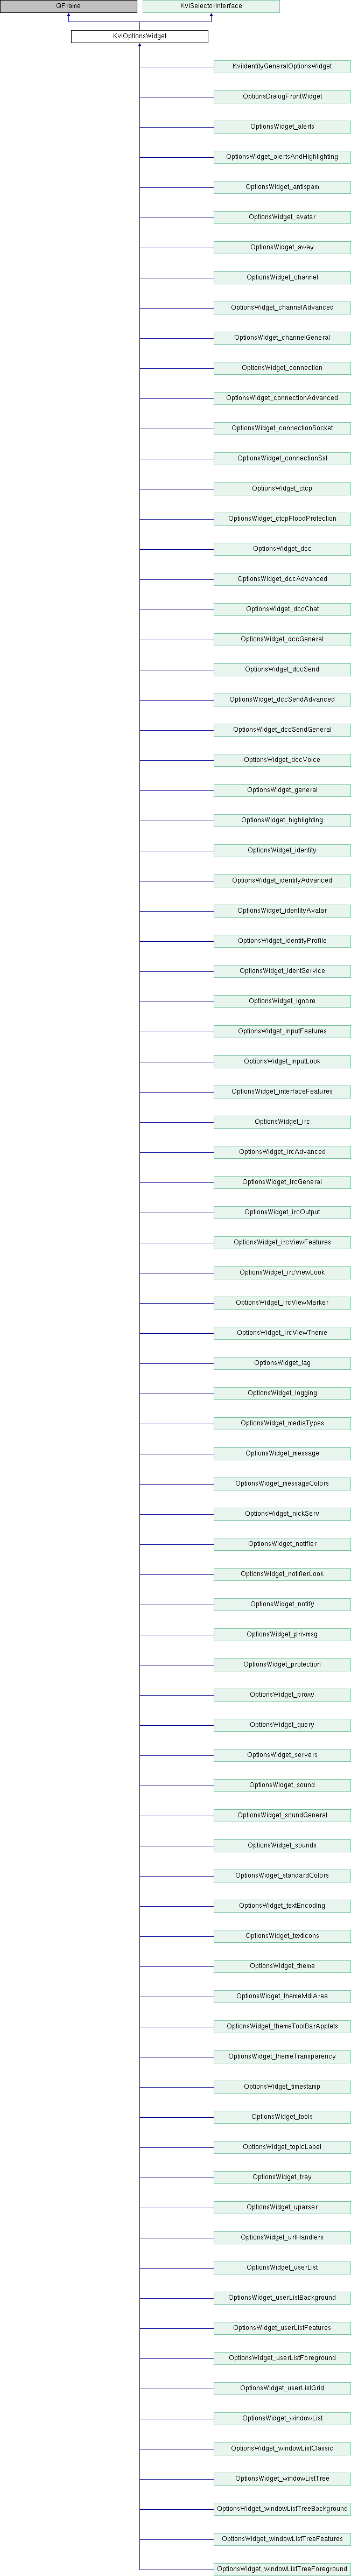 QFrame
KviSelectorInterface
KviOptionsWidget
KviIdentityGeneralOptionsWidget
OptionsDialogFrontWidget
OptionsWidget_alerts
OptionsWidget_alertsAndHighlighting
OptionsWidget_antispam
OptionsWidget_avatar
OptionsWidget_away
OptionsWidget_channel
OptionsWidget_channelAdvanced
OptionsWidget_channelGeneral
OptionsWidget_connection
OptionsWidget_connectionAdvanced
OptionsWidget_connectionSocket
OptionsWidget_connectionSsl
OptionsWidget_ctcp
OptionsWidget_ctcpFloodProtection
OptionsWidget_dcc
OptionsWidget_dccAdvanced
OptionsWidget_dccChat
OptionsWidget_dccGeneral
OptionsWidget_dccSend
OptionsWidget_dccSendAdvanced
OptionsWidget_dccSendGeneral
OptionsWidget_dccVoice
OptionsWidget_general
OptionsWidget_highlighting
OptionsWidget_identity
OptionsWidget_identityAdvanced
OptionsWidget_identityAvatar
OptionsWidget_identityProfile
OptionsWidget_identService
OptionsWidget_ignore
OptionsWidget_inputFeatures
OptionsWidget_inputLook
OptionsWidget_interfaceFeatures
OptionsWidget_irc
OptionsWidget_ircAdvanced
OptionsWidget_ircGeneral
OptionsWidget_ircOutput
OptionsWidget_ircViewFeatures
OptionsWidget_ircViewLook
OptionsWidget_ircViewMarker
OptionsWidget_ircViewTheme
OptionsWidget_lag
OptionsWidget_logging
OptionsWidget_mediaTypes
OptionsWidget_message
OptionsWidget_messageColors
OptionsWidget_nickServ
OptionsWidget_notifier
OptionsWidget_notifierLook
OptionsWidget_notify
OptionsWidget_privmsg
OptionsWidget_protection
OptionsWidget_proxy
OptionsWidget_query
OptionsWidget_servers
OptionsWidget_sound
OptionsWidget_soundGeneral
OptionsWidget_sounds
OptionsWidget_standardColors
OptionsWidget_textEncoding
OptionsWidget_textIcons
OptionsWidget_theme
OptionsWidget_themeMdiArea
OptionsWidget_themeToolBarApplets
OptionsWidget_themeTransparency
OptionsWidget_timestamp
OptionsWidget_tools
OptionsWidget_topicLabel
OptionsWidget_tray
OptionsWidget_uparser
OptionsWidget_urlHandlers
OptionsWidget_userList
OptionsWidget_userListBackground
OptionsWidget_userListFeatures
OptionsWidget_userListForeground
OptionsWidget_userListGrid
OptionsWidget_windowList
OptionsWidget_windowListClassic
OptionsWidget_windowListTree
OptionsWidget_windowListTreeBackground
OptionsWidget_windowListTreeFeatures
OptionsWidget_windowListTreeForeground